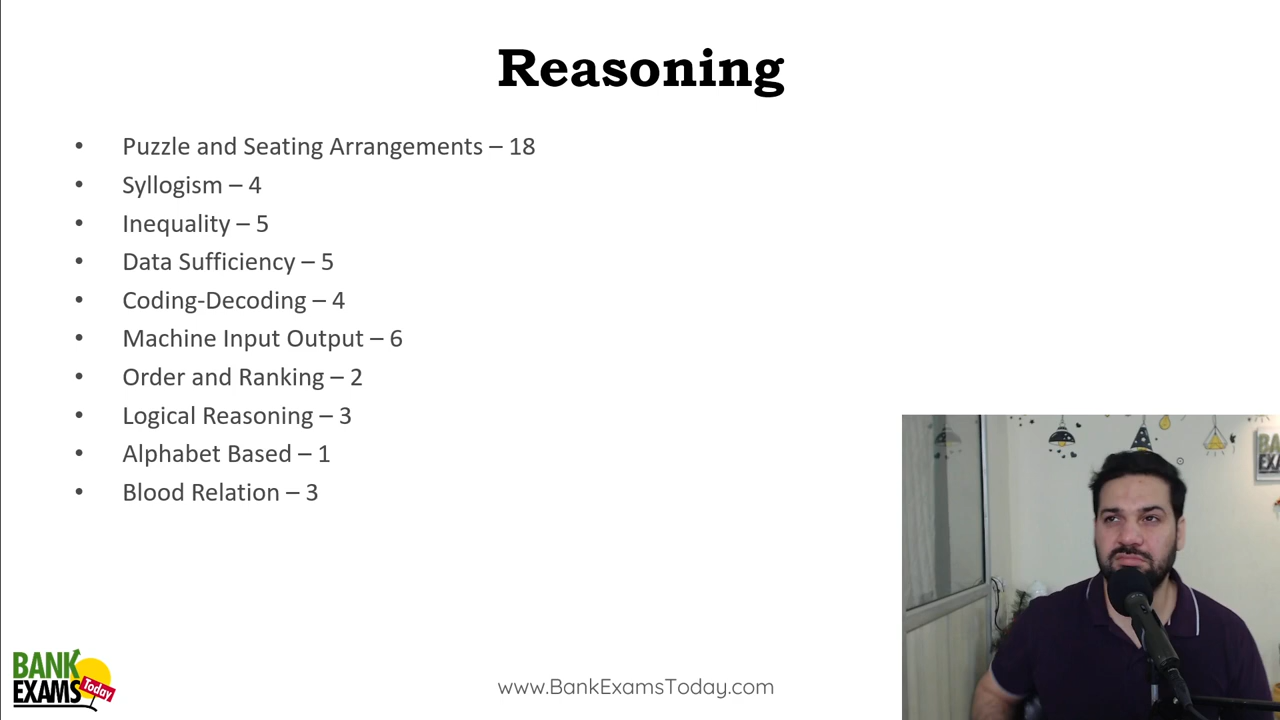 Reasoning
• Puzzle and Seating Arrangements – 18
• Syllogism – 4
• Inequality – 5
• Data Sufficiency – 5
• Coding-Decoding – 4
• Machine Input Output – 6
• Order and Ranking – 2
• Logical Reasoning – 3
• Alphabet Based – 1
• Blood Relation – 3
BANK
EXAMS Today
www.BankExamsToday.com